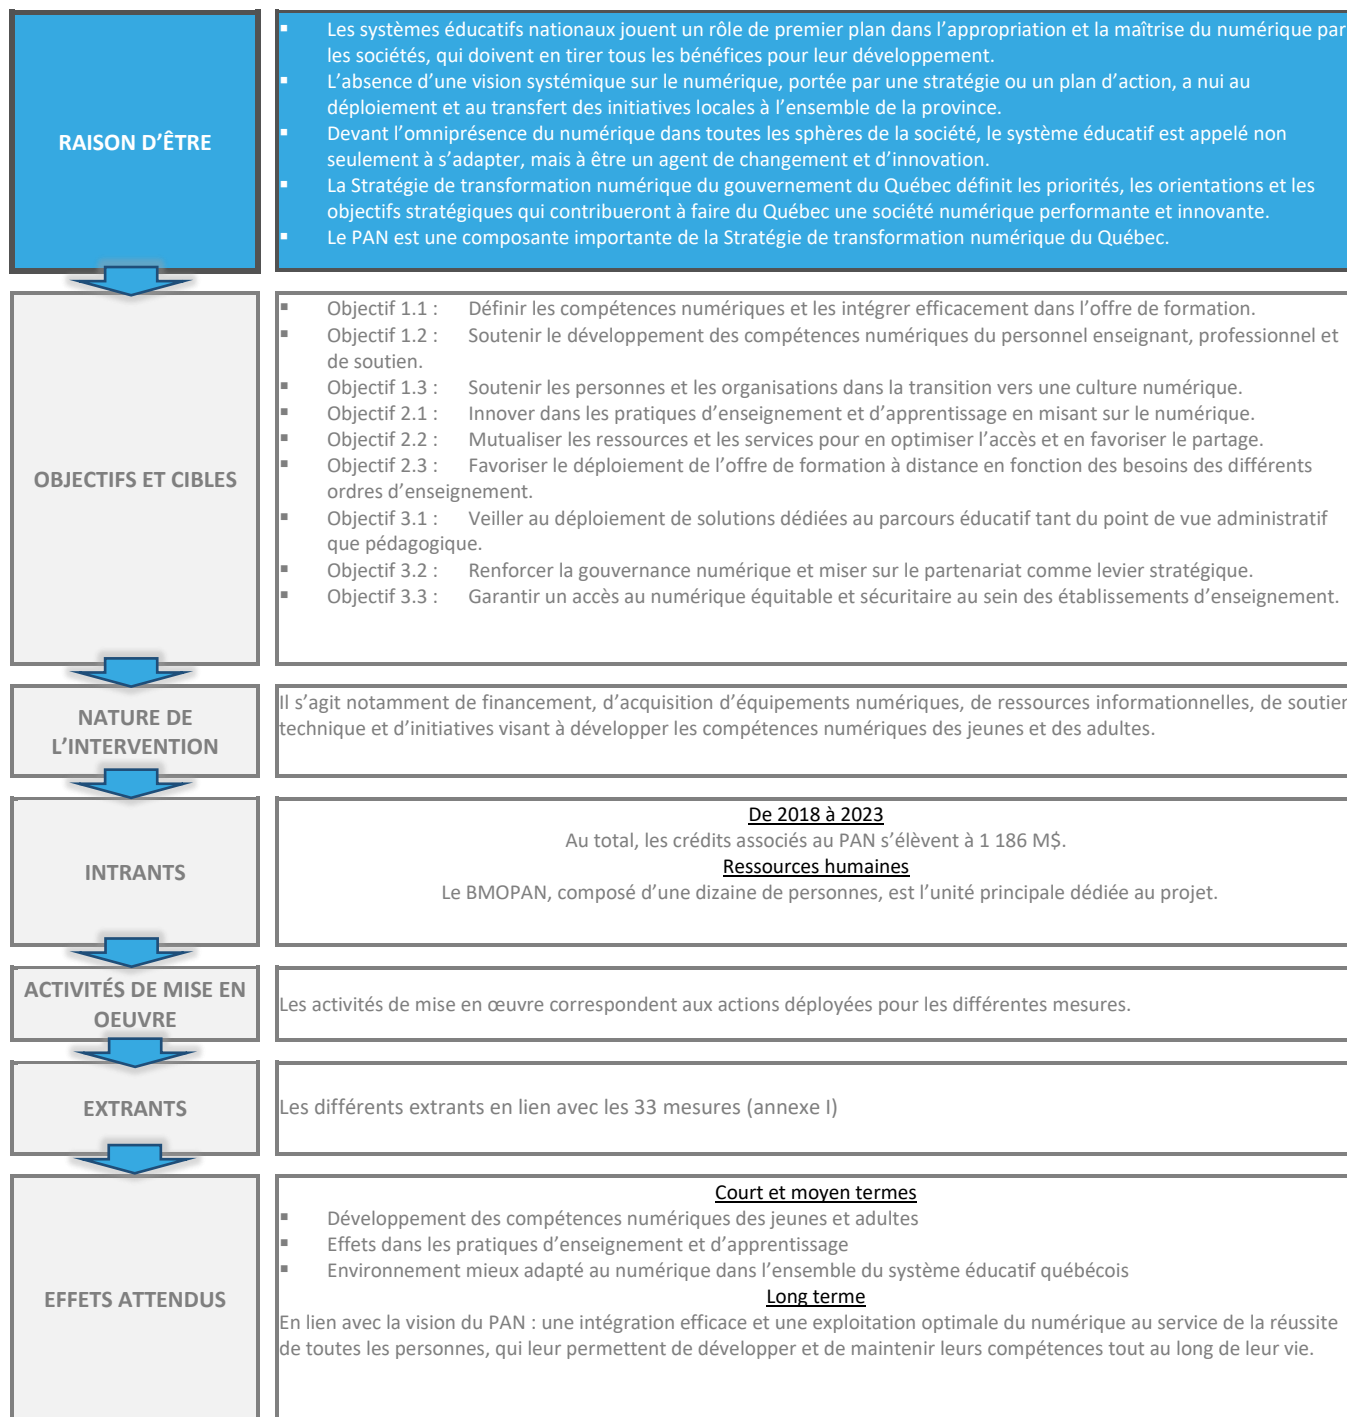 RAISON D’ÊTRE
▪ Les systèmes éducatifs nationaux jouent un rôle de premier plan dans l’appropriation et la maîtrise du numérique par
les sociétés, qui doivent en tirer tous les bénéfices pour leur développement.
▪ L’absence d’une vision systémique sur le numérique, portée par une stratégie ou un plan d’action, a nui au
déploiement et au transfert des initiatives locales à l’ensemble de la province.
▪ Devant l’omniprésence du numérique dans toutes les sphères de la société, le système éducatif est appelé non
seulement à s’adapter, mais à être un agent de changement et d’innovation.
▪ La Stratégie de transformation numérique du gouvernement du Québec définit les priorités, les orientations et les
objectifs stratégiques qui contribueront à faire du Québec une société numérique performante et innovante.
▪ Le PAN est une composante importante de la Stratégie de transformation numérique du Québec.
OBJECTIFS ET CIBLES
▪ Objectif 1.1 : Définir les compétences numériques et les intégrer efficacement dans l’offre de formation.
▪ Objectif 1.2 : Soutenir le développement des compétences numériques du personnel enseignant, professionnel et
de soutien.
▪ Objectif 1.3 : Soutenir les personnes et les organisations dans la transition vers une culture numérique.
▪ Objectif 2.1 : Innover dans les pratiques d’enseignement et d’apprentissage en misant sur le numérique.
▪ Objectif 2.2 : Mutualiser les ressources et les services pour en optimiser l’accès et en favoriser le partage.
▪ Objectif 2.3 : Favoriser le déploiement de l’offre de formation à distance en fonction des besoins des différents
ordres d’enseignement.
▪ Objectif 3.1 : Veiller au déploiement de solutions dédiées au parcours éducatif tant du point de vue administratif
que pédagogique.
▪ Objectif 3.2 : Renforcer la gouvernance numérique et miser sur le partenariat comme levier stratégique.
▪ Objectif 3.3 : Garantir un accès au numérique équitable et sécuritaire au sein des établissements d’enseignement.
NATURE DE
L’INTERVENTION
Il s’agit notamment de financement, d’acquisition d’équipements numériques, de ressources informationnelles, de soutien
technique et d’initiatives visant à développer les compétences numériques des jeunes et des adultes.
INTRANTS
De 2018 à 2023
Au total, les crédits associés au PAN s’élèvent à 1 186 M$.
Ressources humaines
Le BMOPAN, composé d’une dizaine de personnes, est l’unité principale dédiée au projet.
ACTIVITÉS DE MISE EN
OEUVRE
Les activités de mise en œuvre correspondent aux actions déployées pour les différentes mesures.
EXTRANTS
Les différents extrants en lien avec les 33 mesures (annexe I)
EFFETS ATTENDUS
Court et moyen termes
▪ Développement des compétences numériques des jeunes et adultes
▪ Effets dans les pratiques d’enseignement et d’apprentissage
▪ Environnement mieux adapté au numérique dans l’ensemble du système éducatif québécois
Long terme
En lien avec la vision du PAN : une intégration efficace et une exploitation optimale du numérique au service de la réussite
de toutes les personnes, qui leur permettent de développer et de maintenir leurs compétences tout au long de leur vie.